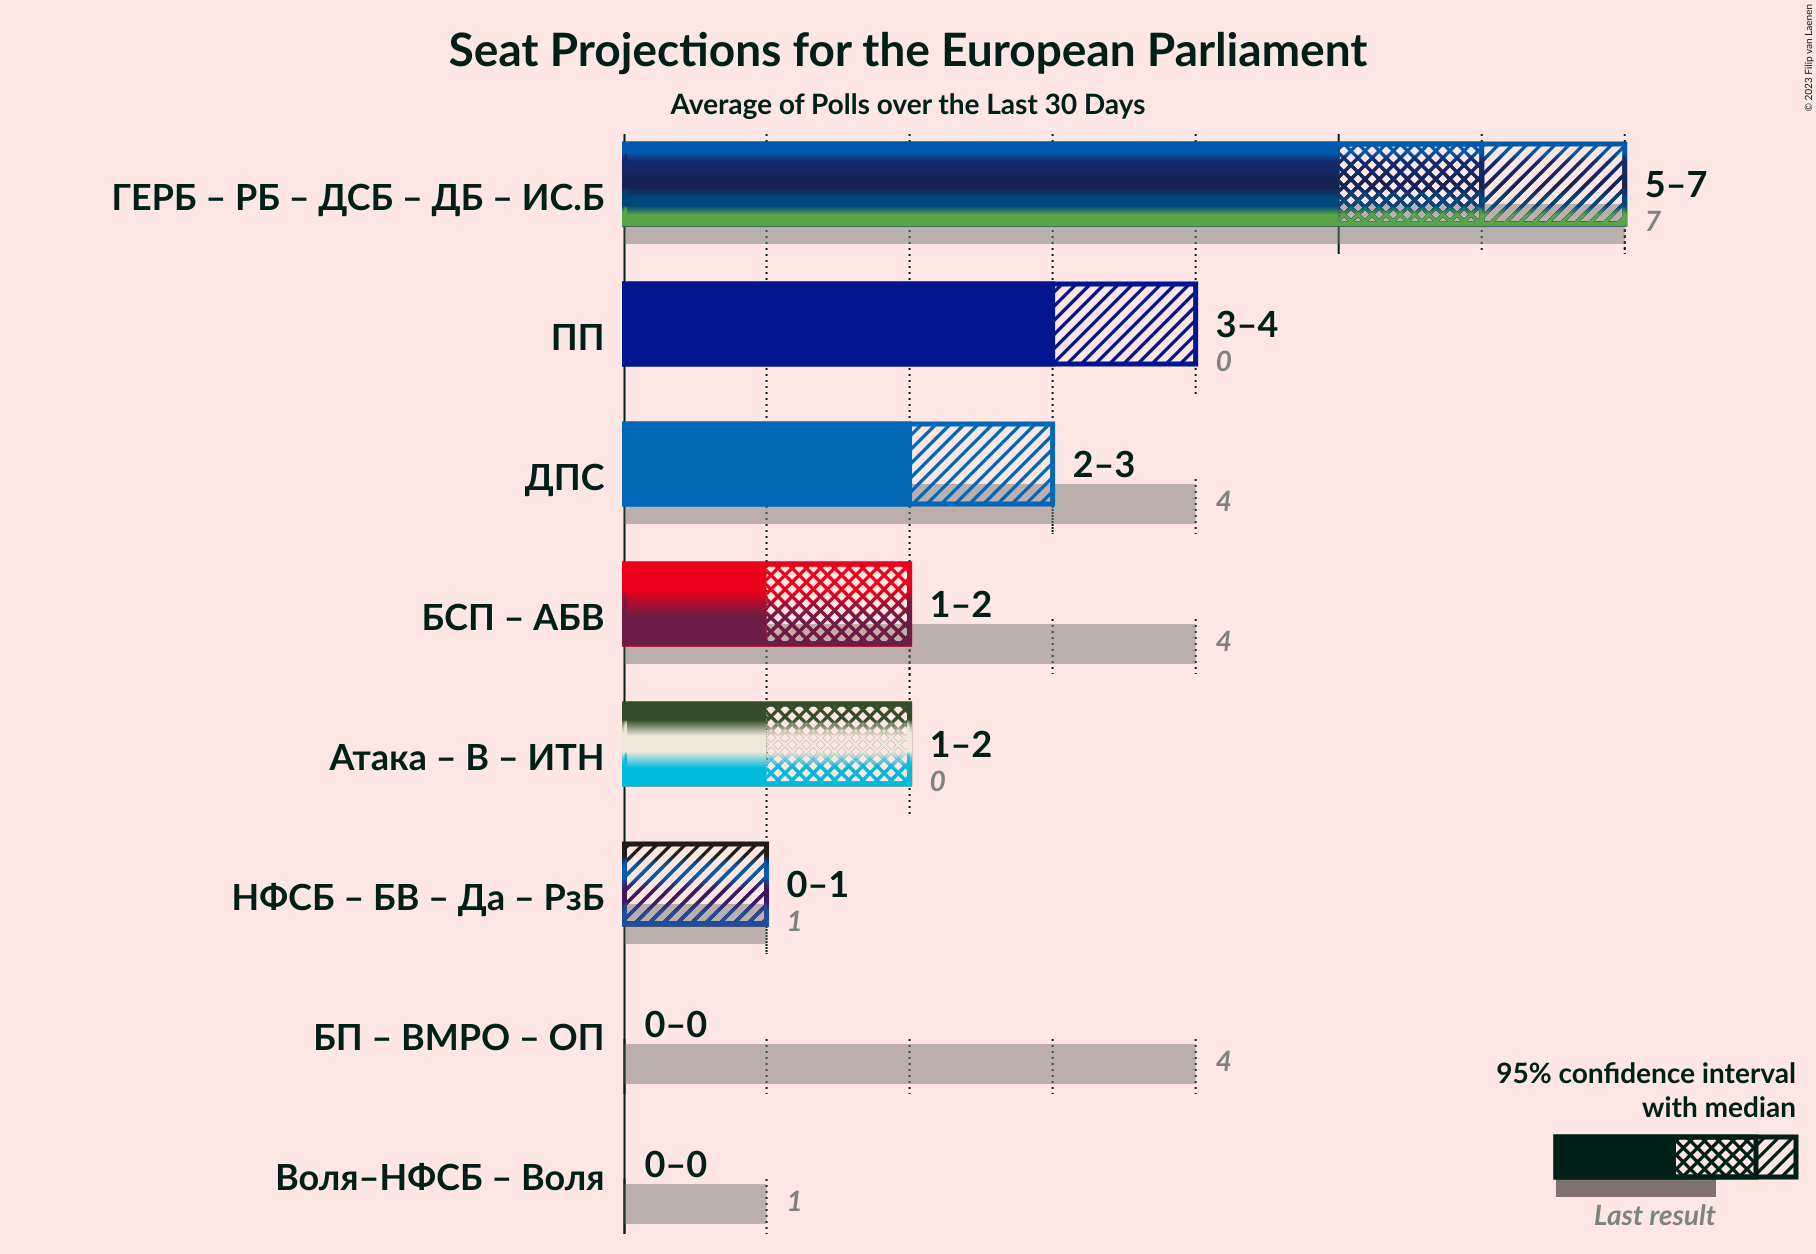 Seat Projections for the European Parliament
Average of Polls over the Last 30 Days
© 2023 Filip van Laenen
ГЕРБ – РБ – ДСБ – ДБ – ИС.Б
5–7
7
ПП
3–4
0
ДПС
2–3
4
БСП – АБВ
1–2
4
Атака – В – ИТН
1–2
0
НФСБ – БВ – Да – РзБ
0–1
1
БП – ВМРО – ОП
0–0
4
Воля–НФСБ – Воля
0–0
1
95% confidence interval
with median
Last result